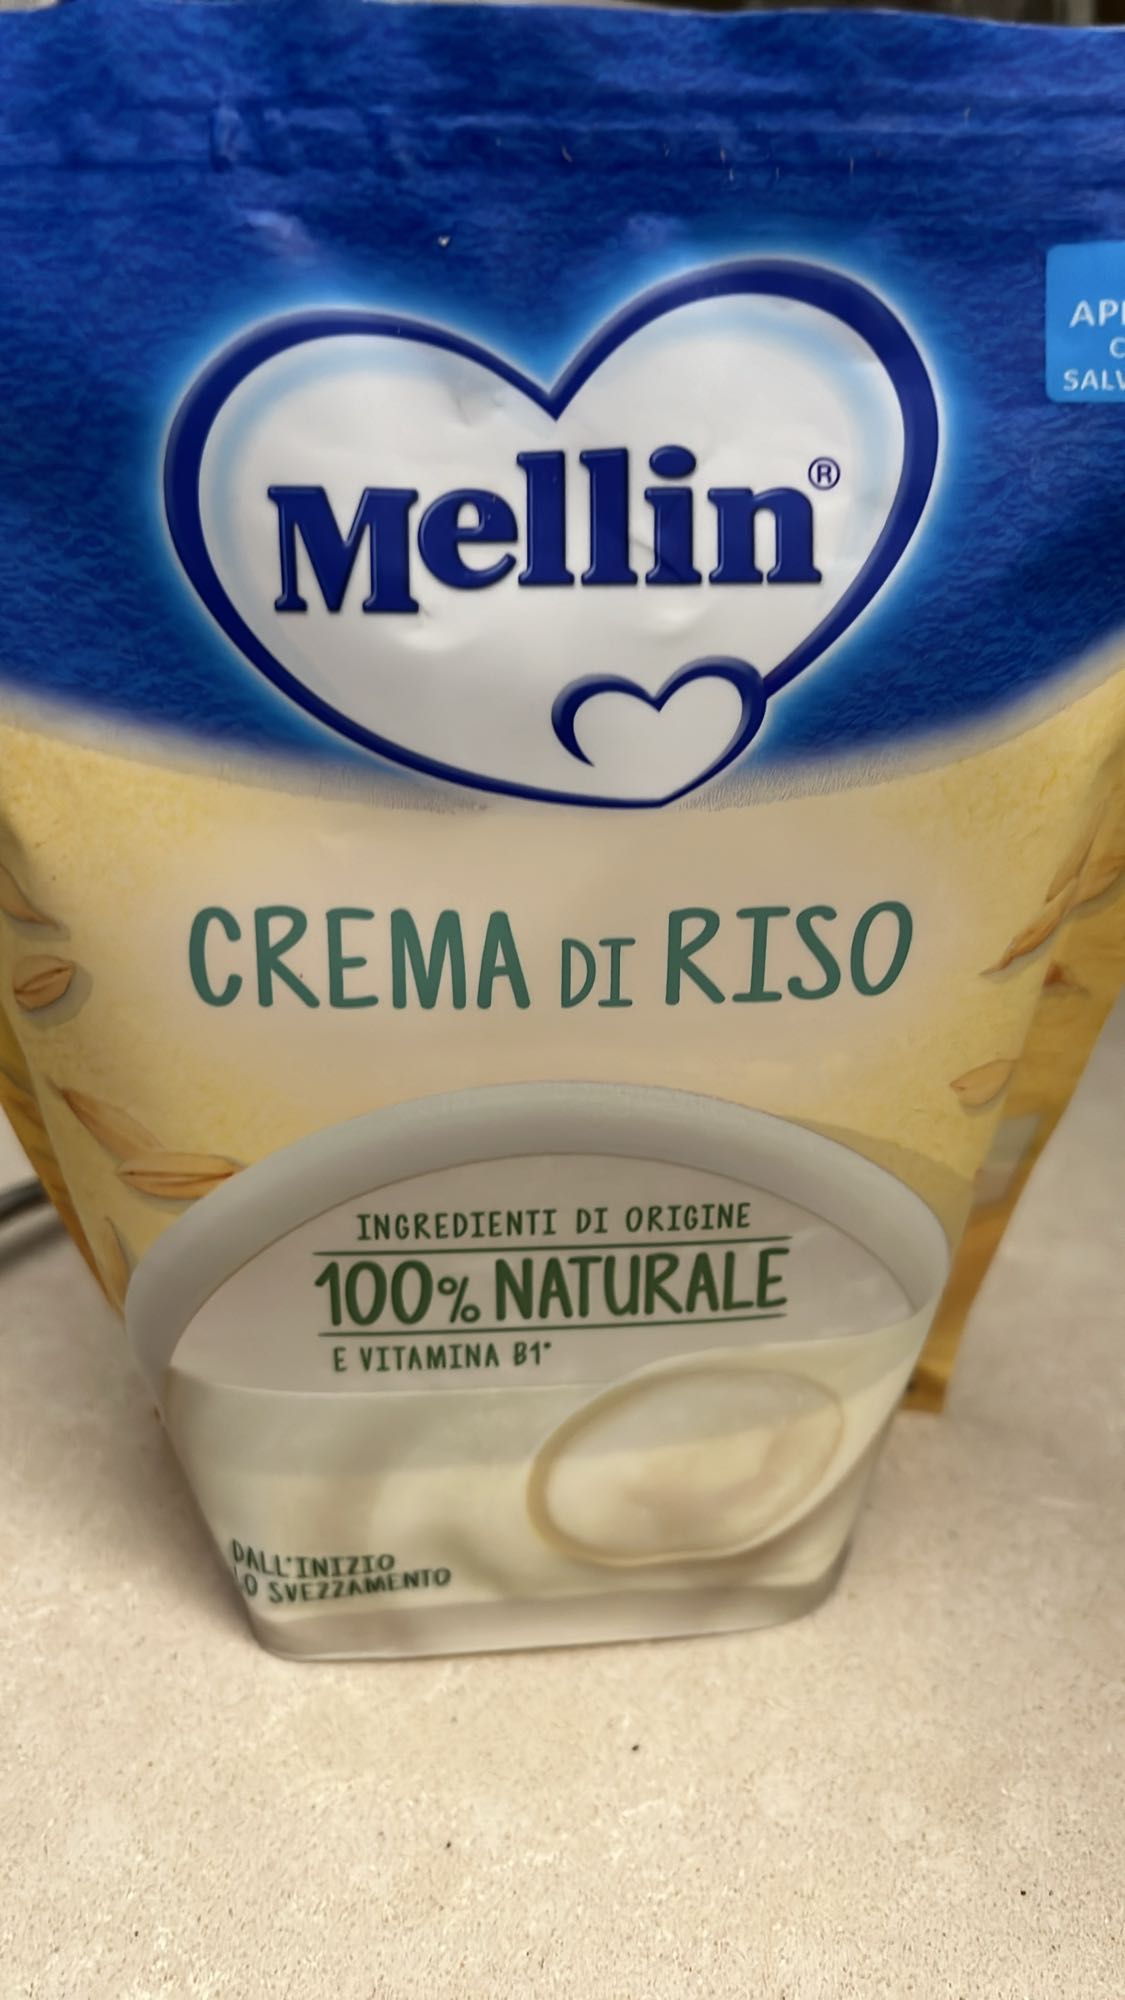 Mellin®
CREMA DI RISO
INGREDIENTI DI ORIGINE
100% NATURALE
E VITAMINA B1*
DALL'INIZIO
LO SVEZZAMENTO